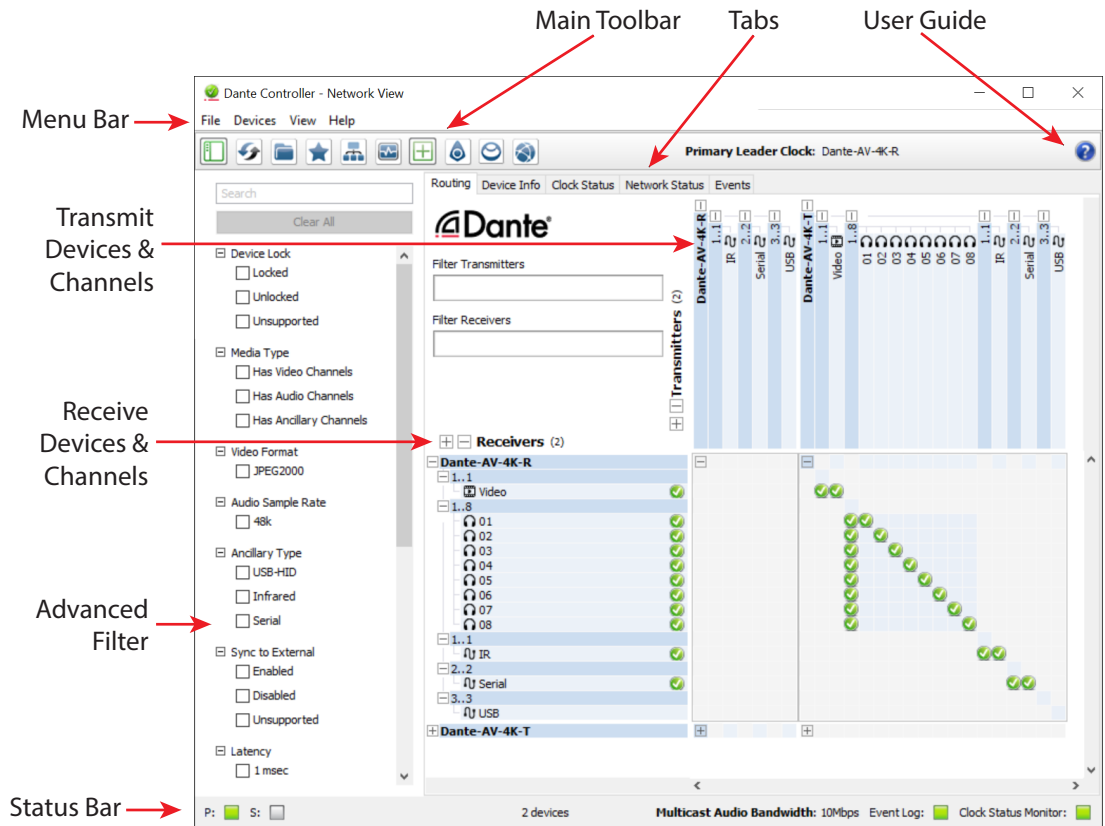 Main Toolbar
Tabs
User Guide
Dante Controller - Network View
Menu Bar
File Devices View Help
Primary Leader Clock: Dante-AV-4K-R
Search
Clear All
Routing Device Info Clock Status Network Status Events
Transmit
Devices &
Channels
Dante
Filter Transmitters
Filter Receivers
Transmitters (2)
Dante-AV-4K-R
1..1
IR
2..2
Serial
3..3
USB
Dante-AV-4K-T
1..1
Video
1..8
01
02
03
04
05
06
07
08
1..1
IR
2..2
Serial
3..3
USB
Device Lock
Locked
Unlocked
Unsupported
Media Type
Has Video Channels
Has Audio Channels
Has Ancillary Channels
Receive
Devices &
Channels
Receivers (2)
Video Format
JPEG2000
Audio Sample Rate
48k
Ancillary Type
USB-HID
Infrared
Serial
Advanced
Filter
Sync to External
Enabled
Disabled
Unsupported
Latency
1 msec
Dante-AV-4K-R
1..1
Video
1..8
01
02
03
04
05
06
07
08
1..1
IR
2..2
Serial
3..3
USB
Dante-AV-4K-T
Status Bar
P: S: 2 devices Multicast Audio Bandwidth: 10Mbps Event Log: Clock Status Monitor: